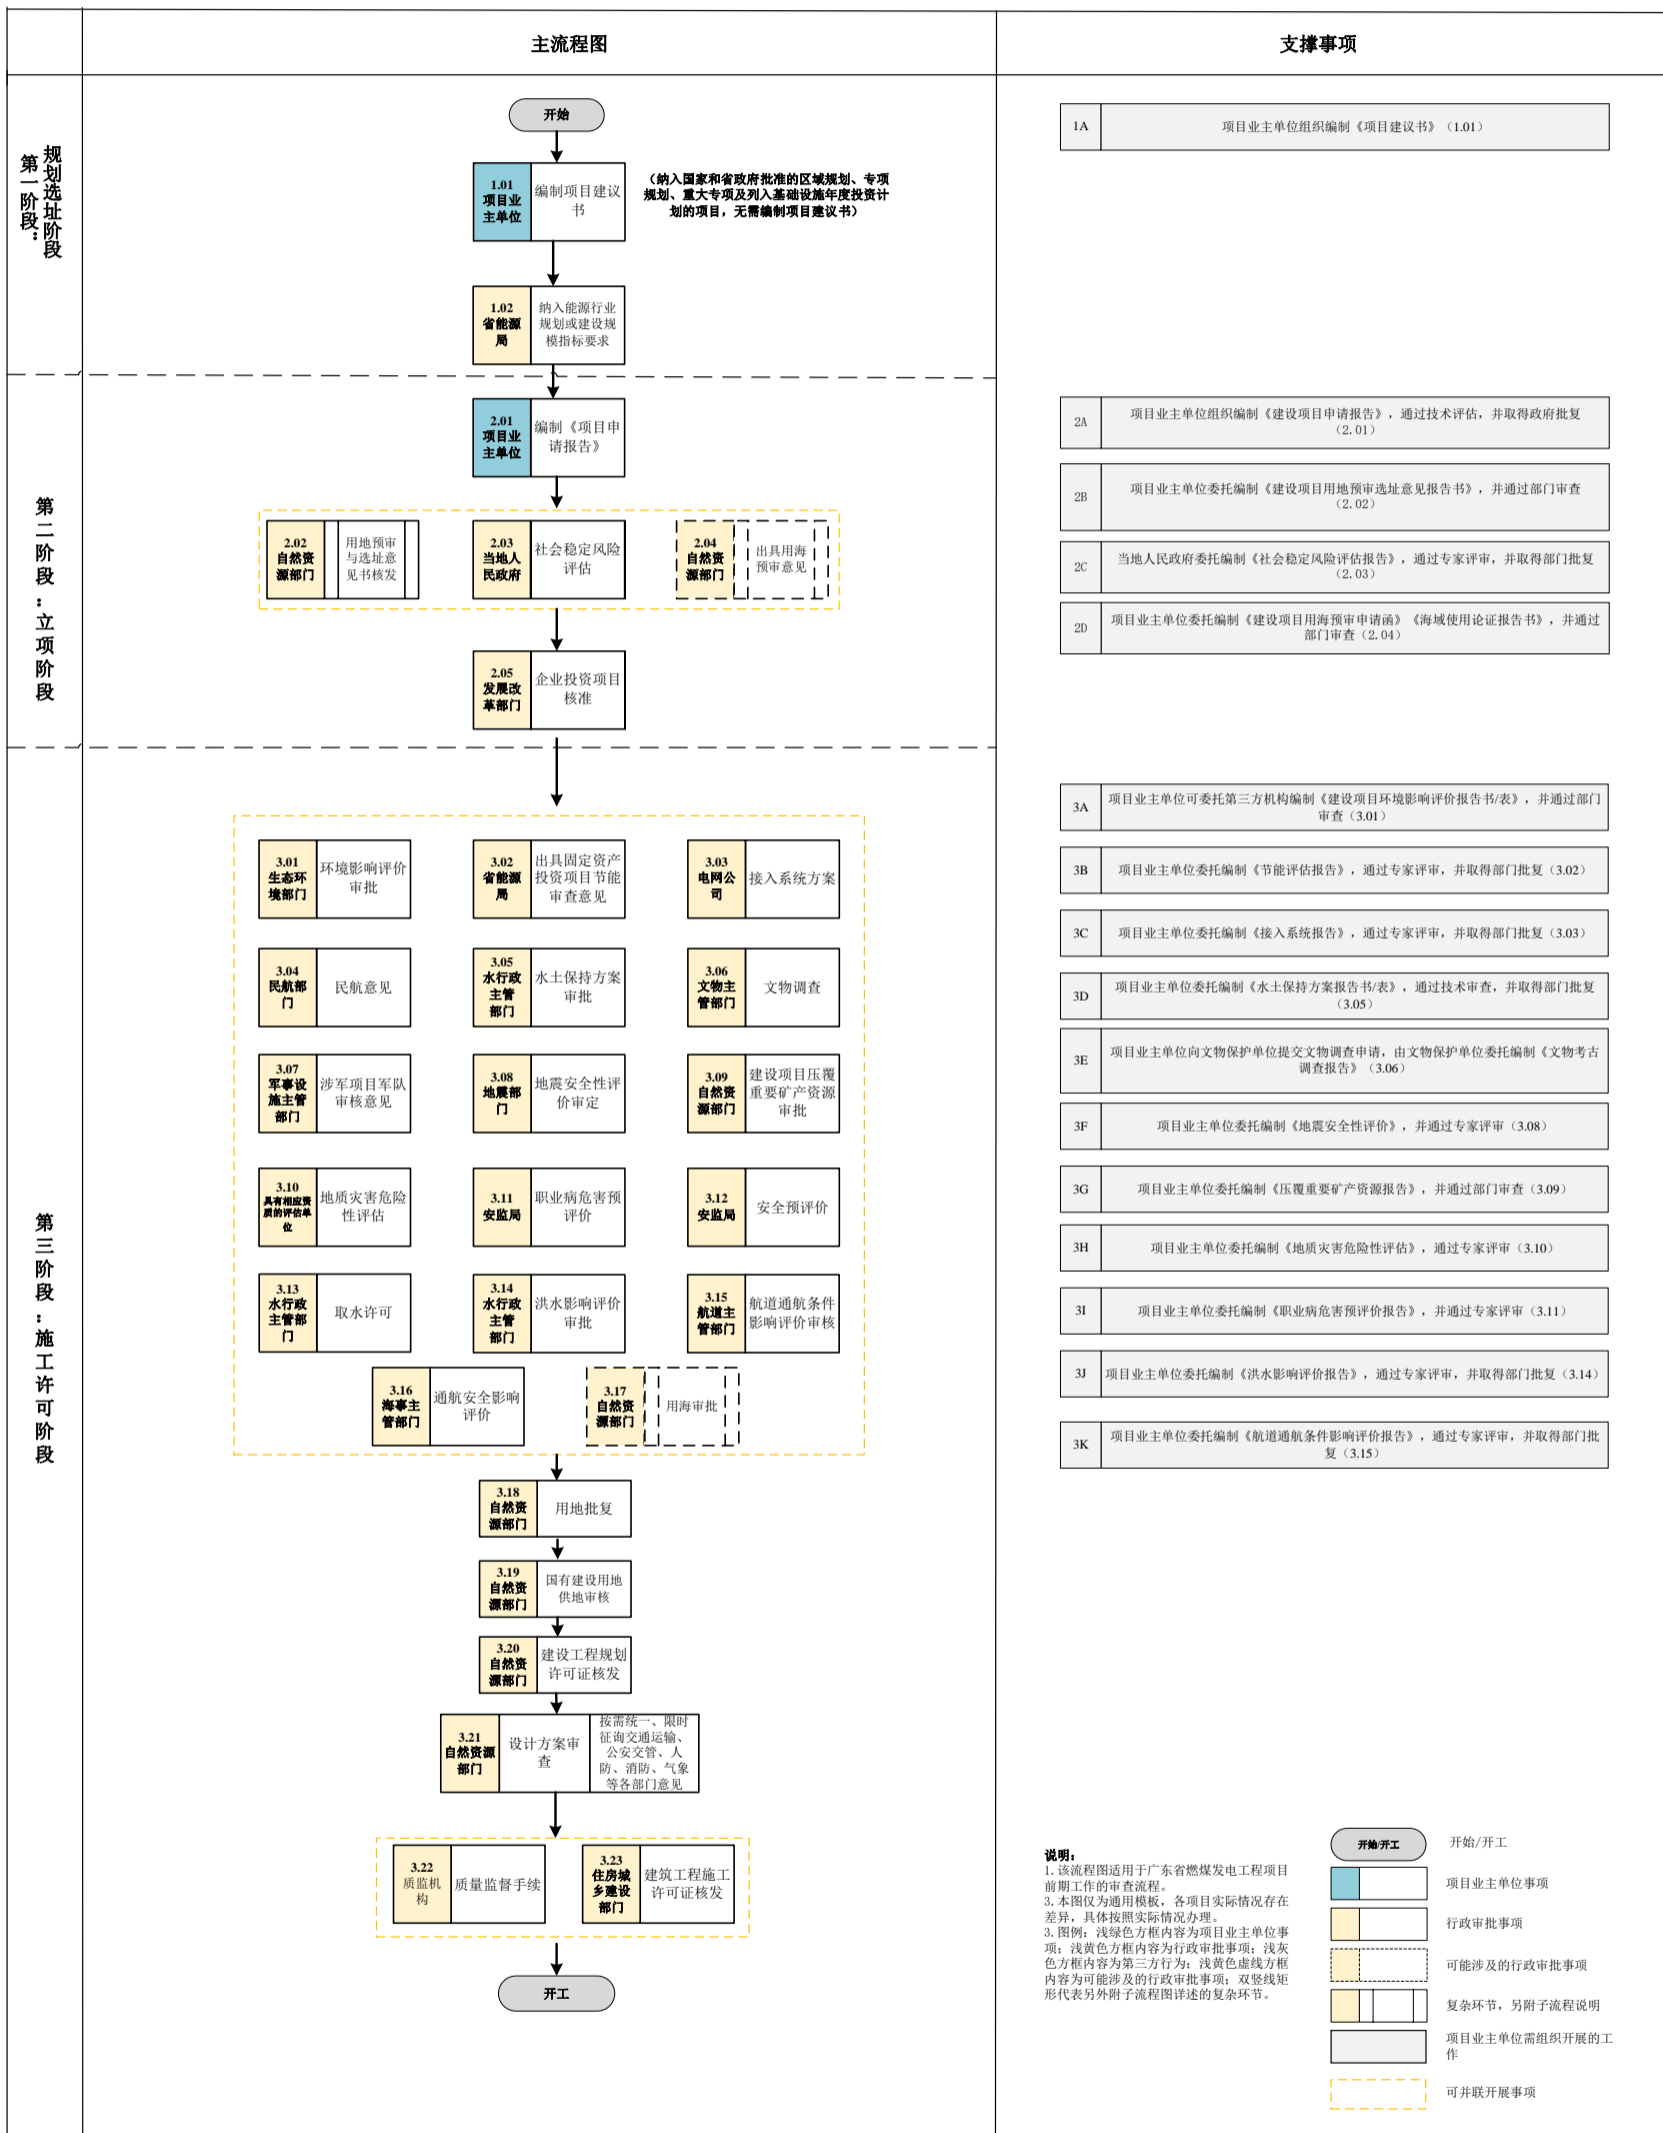 主流程图
支撑事项
第一阶段：
规划选址阶段
开始
1.01
项目业
主单位
编制项目建议
书
（纳入国家和省政府批准的区域规划、专项
规划、重大专项及列入基础设施年度投资计
划的项目，无需编制项目建议书）
1.02
省能源
局
纳入能源行业
规划或建设规
模指标要求
1A
项目业主单位组织编制《项目建议书》（1.01）
第二阶段：立项阶段
2.01
项目业
主单位
编制《项目申
请报告》
2.02
自然资
源部门
用地预审
与选址意
见书核发
2.03
当地人
民政府
社会稳定风险
评估
2.04
自然资
源部门
出具用海
预审意见
2.05
发展改
革部门
企业投资项目
核准
2A
项目业主单位组织编制《建设项目申请报告》，通过技术评估，并取得政府批复
（2.01）
2B
项目业主单位委托编制《建设项目用地预审选址意见报告书》，并通过部门审查
（2.02）
2C
当地人民政府委托编制《社会稳定风险评估报告》，通过专家评审，并取得部门批复
（2.03）
2D
项目业主单位委托编制《建设项目用海预审申请函》《海域使用论证报告书》，并通过
部门审查（2.04）
第三阶段：施工许可阶段
3.01
生态环
境部门
环境影响评价
审批
3.02
省能源
局
出具固定资产
投资项目节能
审查意见
3.03
电网公
司
接入系统方案
3.04
民航部
门
民航意见
3.05
水行政
主管
部门
水土保持方案
审批
3.06
文物主
管部门
文物调查
3.07
军事设
施主管
部门
涉军项目军队
审核意见
3.08
地震部
门
地震安全性评
价审定
3.09
自然资
源部门
建设项目压覆
重要矿产资源
审批
3.10
具有相应资
质的评估单
位
地质灾害危险
性评估
3.11
安监局
职业病危害预
评价
3.12
安监局
安全预评价
3.13
水行政
主管部
门
取水许可
3.14
水行政
主管
部门
洪水影响评价
审批
3.15
航道主
管部门
航道通航条件
影响评价审核
3.16
海事主
管部门
通航安全影响
评价
3.17
自然资
源部门
用海审批
3.18
自然资
源部门
用地批复
3.19
自然资
源部门
国有建设用地
供地审核
3.20
自然资
源部门
建设工程规划
许可证核发
3.21
自然资源
部门
设计方案审
查
按需统一、限时
征询交通运输、
公安交管、人
防、消防、气象
等各部门意见
3.22
质监机
构
质量监督手续
3.23
住房城
乡建设
部门
建筑工程施工
许可证核发
开工
3A
项目业主单位可委托第三方机构编制《建设项目环境影响评价报告书/表》，并通过部门
审查（3.01）
3B
项目业主单位委托编制《节能评估报告》，通过专家评审，并取得部门批复（3.02）
3C
项目业主单位委托编制《接入系统报告》，通过专家评审，并取得部门批复（3.03）
3D
项目业主单位委托编制《水土保持方案报告书/表》，通过技术审查，并取得部门批复
（3.05）
3E
项目业主单位向文物保护单位提交文物调查申请，由文物保护单位委托编制《文物考古
调查报告》（3.06）
3F
项目业主单位委托编制《地震安全性评价》，并通过专家评审（3.08）
3G
项目业主单位委托编制《压覆重要矿产资源报告》，并通过部门审查（3.09）
3H
项目业主单位委托编制《地质灾害危险性评估》，通过专家评审（3.10）
3I
项目业主单位委托编制《职业病危害预评价报告》，并通过专家评审（3.11）
3J
项目业主单位委托编制《洪水影响评价报告》，通过专家评审，并取得部门批复（3.14）
3K
项目业主单位委托编制《航道通航条件影响评价报告》，通过专家评审，并取得部门批
复（3.15）
说明：
1.该流程图适用于广东省燃煤发电工程项目
前期工作的审查流程。
3.本图仅为通用模板，各项目实际情况存在
差异，具体按照实际情况办理。
3.图例：浅绿色方框内容为项目业主单位事
项；浅黄色方框内容为行政审批事项；浅灰
色方框内容为第三方行为；浅黄色虚线方框
内容为可能涉及的行政审批事项；双竖线矩
形代表另外附子流程图详述的复杂环节。
开始/开工
开始/开工
项目业主单位事项
行政审批事项
可能涉及的行政审批事项
复杂环节，另附子流程说明
项目业主单位需组织开展的工
作
可并联开展事项